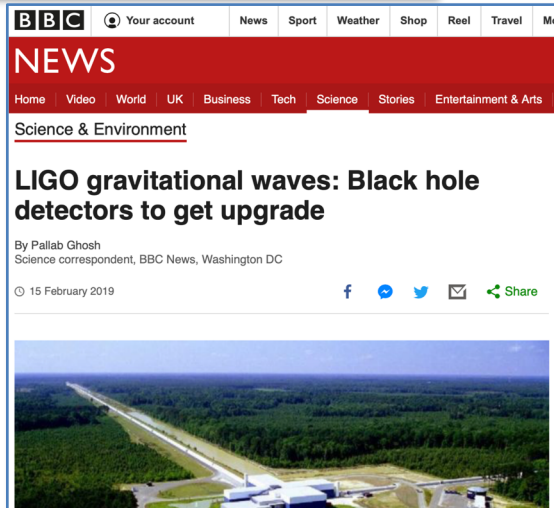 BBC Your account News Sport Weather Shop Reel Travel
NEWS
Home Video World UK Business Tech Science Stories Entertainment & Arts
Science & Environment
LIGO gravitational waves: Black hole
detectors to get upgrade
By Pallab Ghosh
Science correspondent, BBC News, Washington DC
15 February 2019 Share